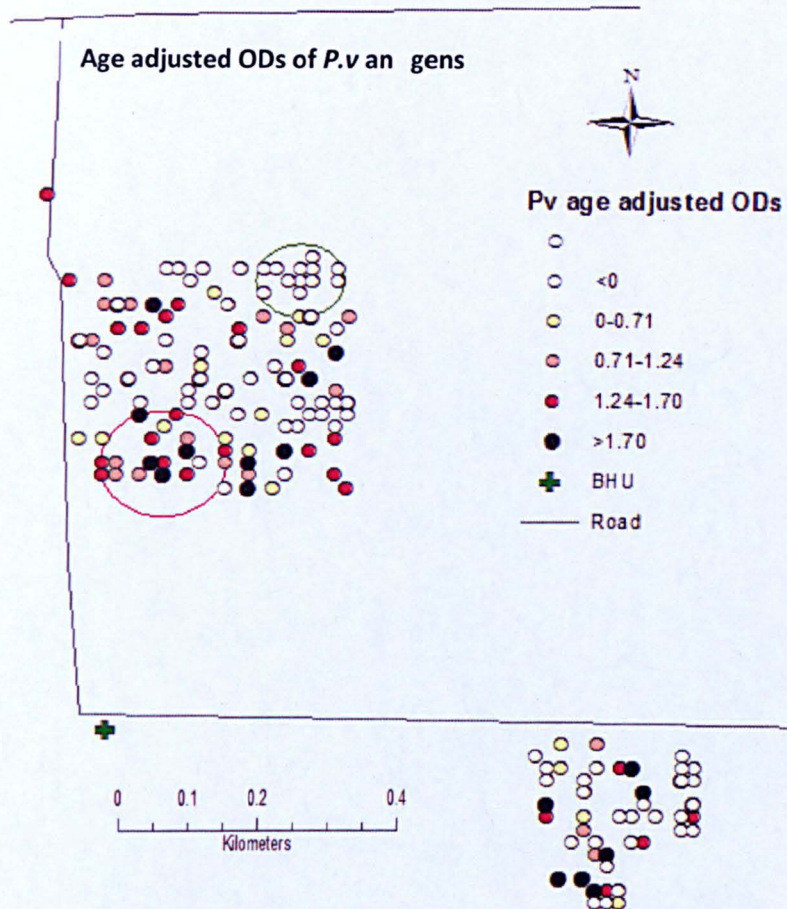 Age adjusted ODs of P.v an gens
N
Pv age adjusted ODs
<0
0-0.71
0.71-1.24
1.24-1.70
>1.70
BHU
Road
0 0.1 0.2 0.4
Kilometers